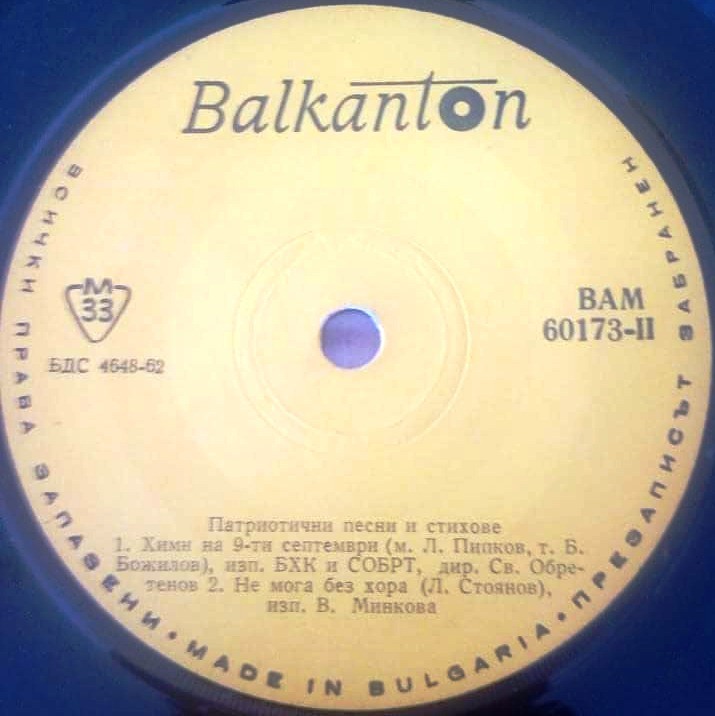 Balkanton
М
33
БДС 4648-62
ВАМ
60173-II
Патриотични песни и стихове
1. Химн на 9-ти септември (м. Л. Пипков, т. Б.
Божилов), изп. БХК и СОБРТ, дир. Св. Обре-
тенов 2. Не мога без хора (Л. Стоянов),
изп. В. Минкова
ВСИЧКИ ПРАВА ЗАПАЗЕНИ • MADE IN BULGARIA • ПРЕЗАПИСЪТ ЗАБРАНЕН